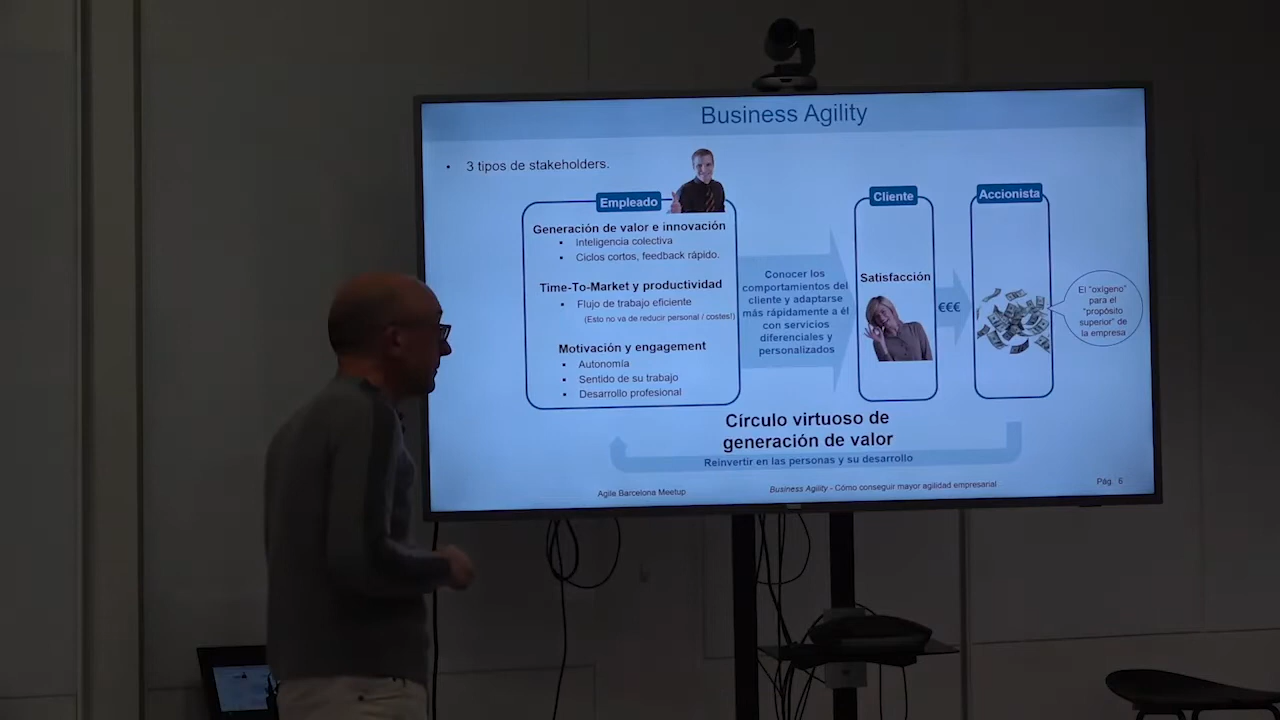 Business Agility
• 3 tipos de stakeholders.
Empleado
Generación de valor e innovación
▪ Inteligencia colectiva
▪ Ciclos cortos, feedback rápido.
Time-To-Market y productividad
▪ Flujo de trabajo eficiente
(Esto no va de reducir personal / costes!)
Motivación y engagement
▪ Autonomía
▪ Sentido de su trabajo
▪ Desarrollo profesional
Conocer los
comportamientos del
cliente y adaptarse
más rápidamente a él
con servicios
diferenciales y
personalizados
Cliente
Satisfacción
€€€
Accionista
El "oxígeno"
para el
"propósito
superior" de
la empresa
Círculo virtuoso de
generación de valor
Reinvertir en las personas y su desarrollo
Agile Barcelona Meetup
Business Agility - Cómo conseguir mayor agilidad empresarial
Pág. 6